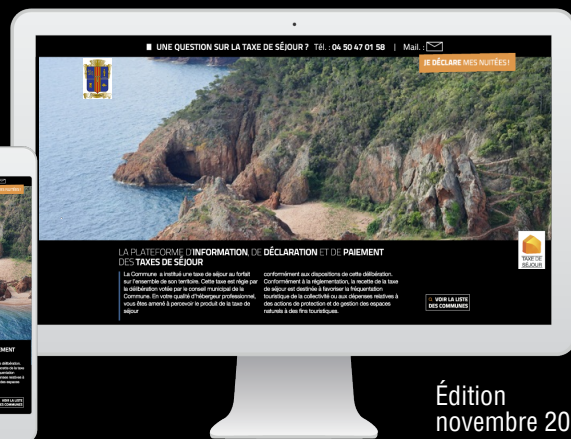 ■ UNE QUESTION SUR LA TAXE DE SÉJOUR ? Tél. : 04 50 47 01 58 | Mail. :
JE DÉCLARE MES NUITÉES !
LA PLATEFORME D'INFORMATION, DE DÉCLARATION ET DE PAIEMENT
DES TAXES DE SÉJOUR
La Commune a institué une taxe de séjour au forfait
sur l'ensemble de son territoire. Cette taxe est régie par
la délibération votée par le conseil municipal de la
Commune. En votre qualité d'hébergeur professionnel,
vous êtes amené à percevoir le produit de la taxe de
séjour
conformément aux dispositions de cette délibération.
Conformément à la réglementation, la recette de la taxe
de séjour est destinée à favoriser la fréquentation
touristique de la collectivité ou aux dépenses relatives à
des actions de protection et de gestion des espaces
naturels à des fins touristiques.
TAXE DE
SÉJOUR
VOIR LA LISTE
DES COMMUNES
EMENT
VOIR LA LISTE
DES COMMUNES
Édition
novembre 20